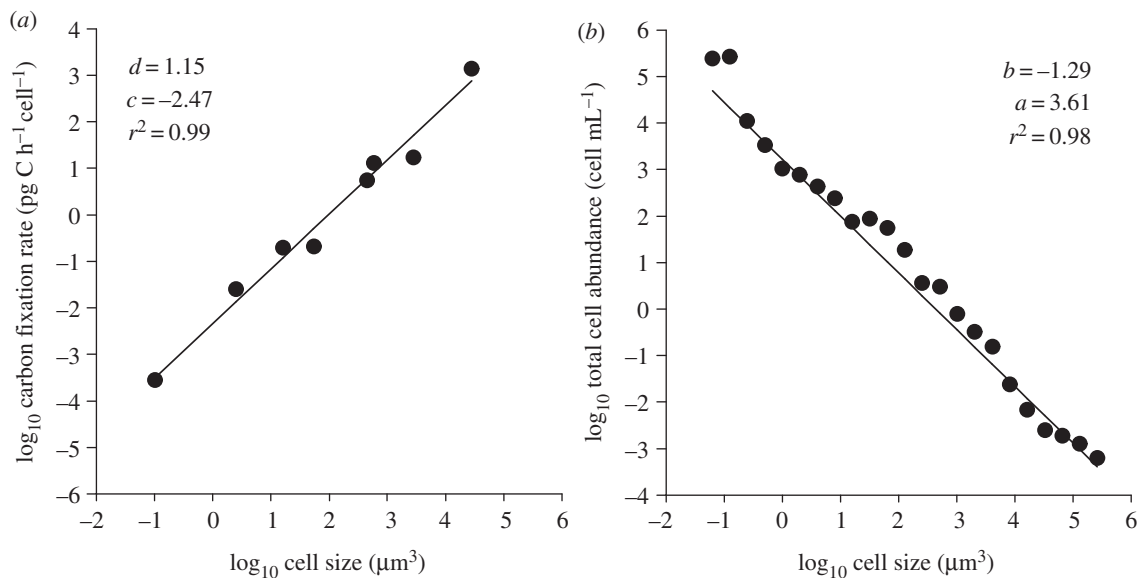 (a)
4
3
2
1
0
–1
–2
–3
–4
–5
–6
log10 carbon fixation rate (pg C h–1 cell–1)
d = 1.15
c = –2.47
r2 = 0.99
–2 –1 0 1 2 3 4 5 6
log10 cell size (μm3)
(b)
6
5
4
3
2
1
0
–1
–2
–3
–4
log10 total cell abundance (cell mL–1)
b = –1.29
a = 3.61
r2 = 0.98
–2 –1 0 1 2 3 4 5 6
log10 cell size (μm3)